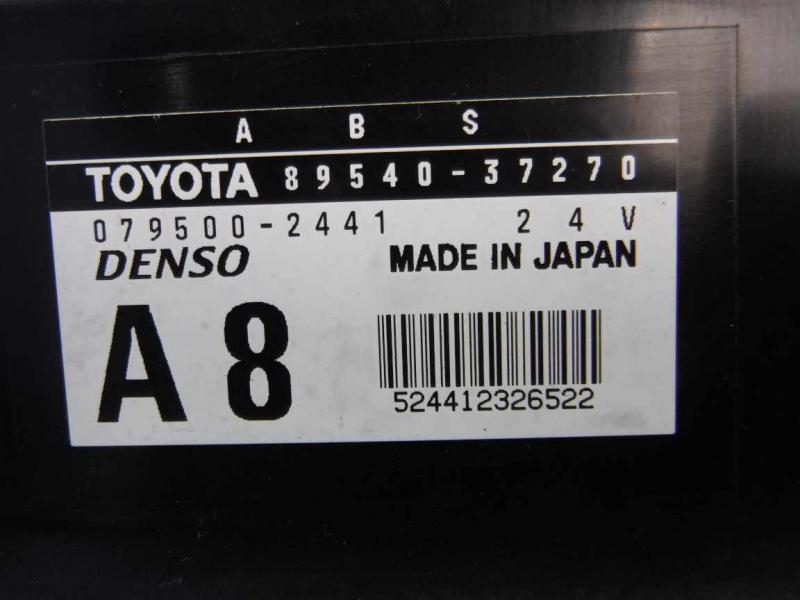 A B S
TOYOTA 89540-37270
079500-2441 24V
DENSO MADE IN JAPAN
A8
524412326522